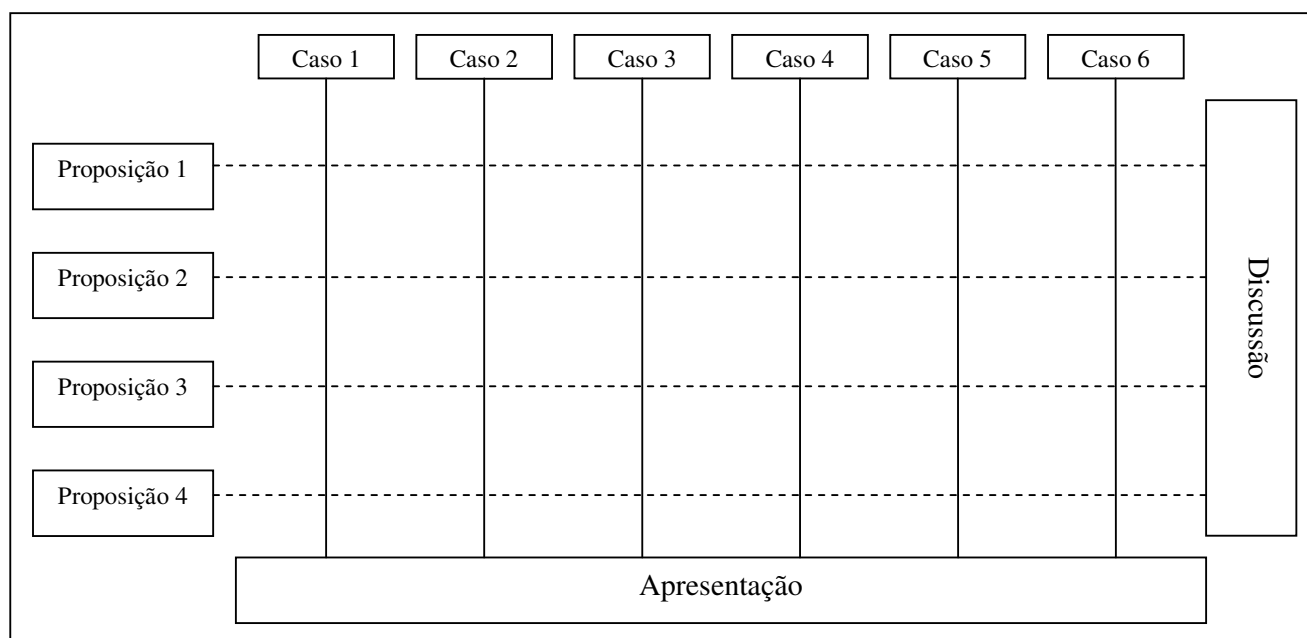 Caso 1
Caso 2
Caso 3
Caso 4
Caso 5
Caso 6
Proposição 1
Proposição 2
Proposição 3
Proposição 4
Discussão
Apresentação